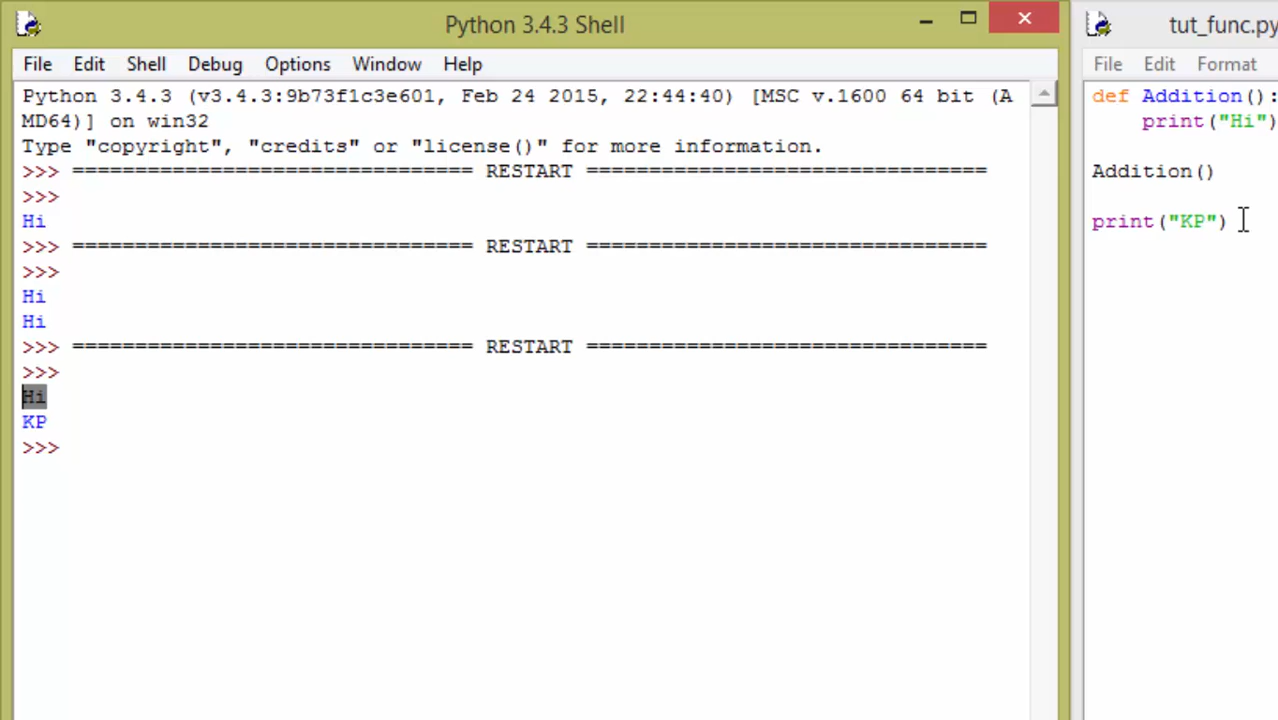 Python 3.4.3 Shell
File Edit Shell Debug Options Window Help
Python 3.4.3 (v3.4.3:9b73f1c3e601, Feb 24 2015, 22:44:40) [MSC v.1600 64 bit (A
MD64)] on win32
Type "copyright", "credits" or "license()" for more information.
>>> ================================ RESTART ================================
>>>
Hi
>>> ================================ RESTART ================================
>>>
Hi
Hi
>>> ================================ RESTART ================================
>>>
Hi
KP
>>>
tut_func.py
File Edit Format
def Addition():
    print("Hi")
Addition()
print("KP")